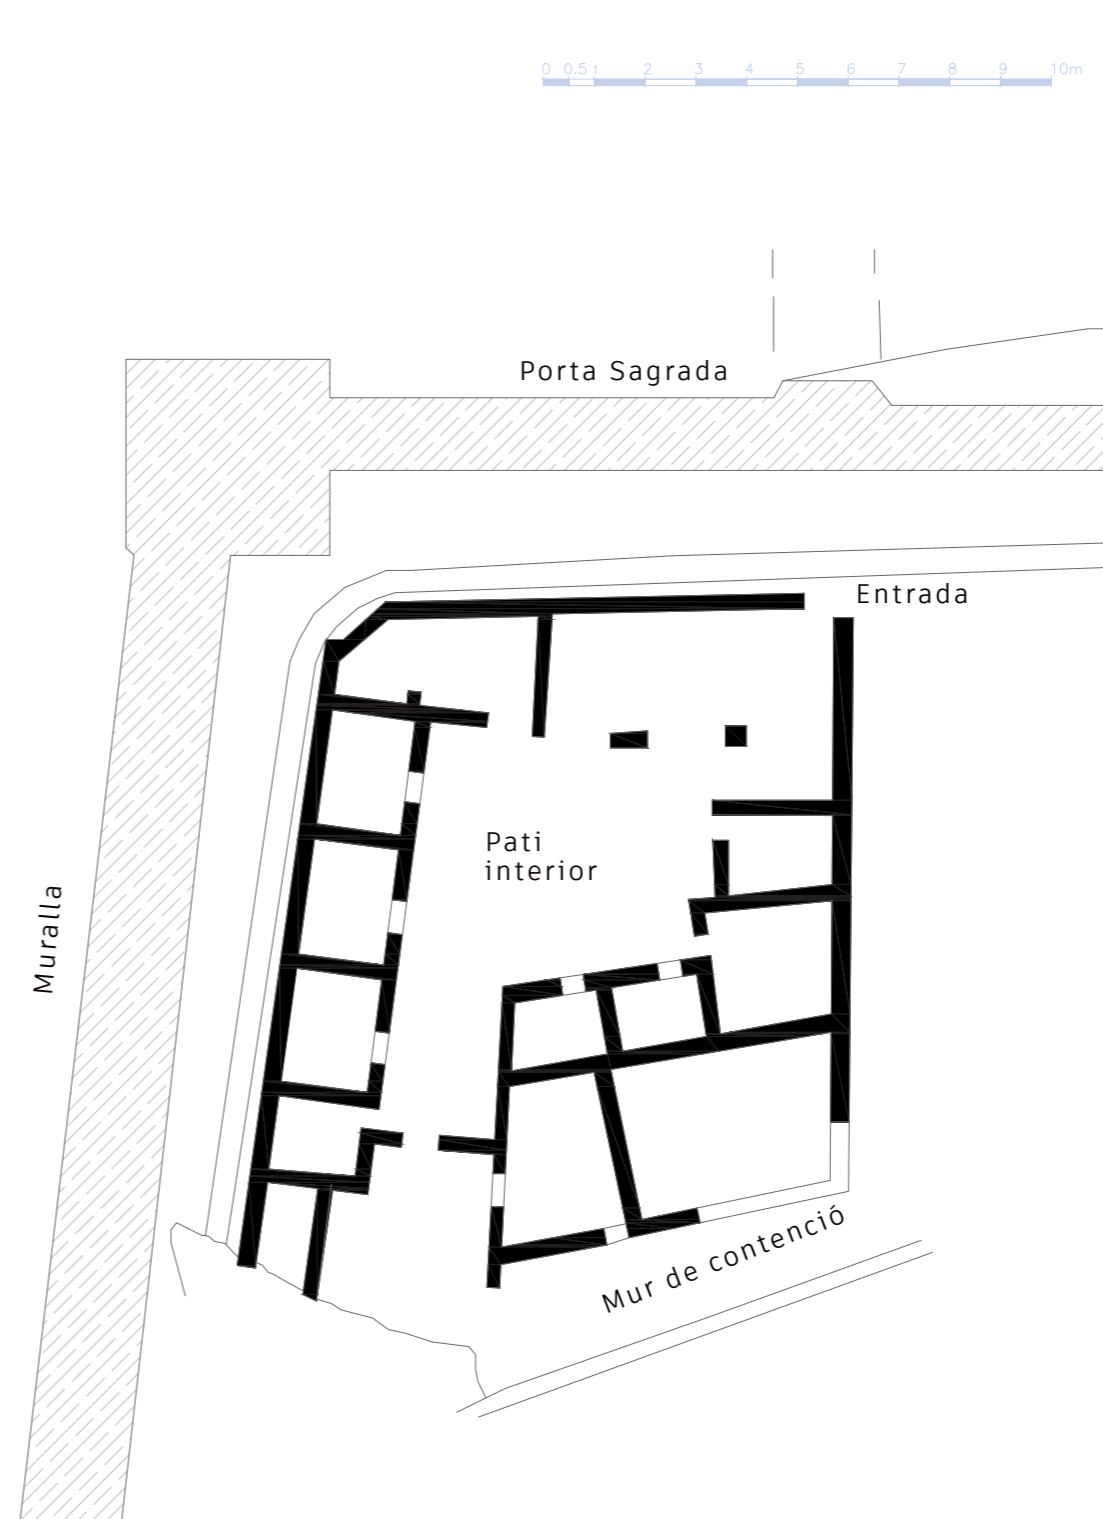 0 0.5 1 2 3 4 5 6 7 8 9 10m
Porta Sagrada
Entrada
Pati
interior
Muralla
Mur de contenció